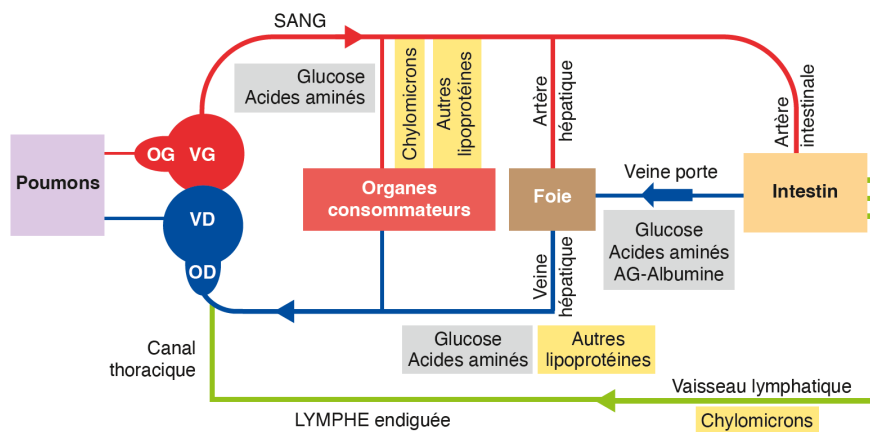 SANG
Glucose
Acides aminés
Chylomicrons
Autres
lipoprotéines
Artère
hépatique
Artère
intestinale
Poumons
OG
VG
VD
OD
Organes
consommateurs
Foie
Veine porte
Intestin
Glucose
Acides aminés
AG-Albumine
Veine
hépatique
Glucose
Acides aminés
Autres
lipoprotéines
Canal
thoracique
Vaisseau lymphatique
LYMPHE endiguée
Chylomicrons